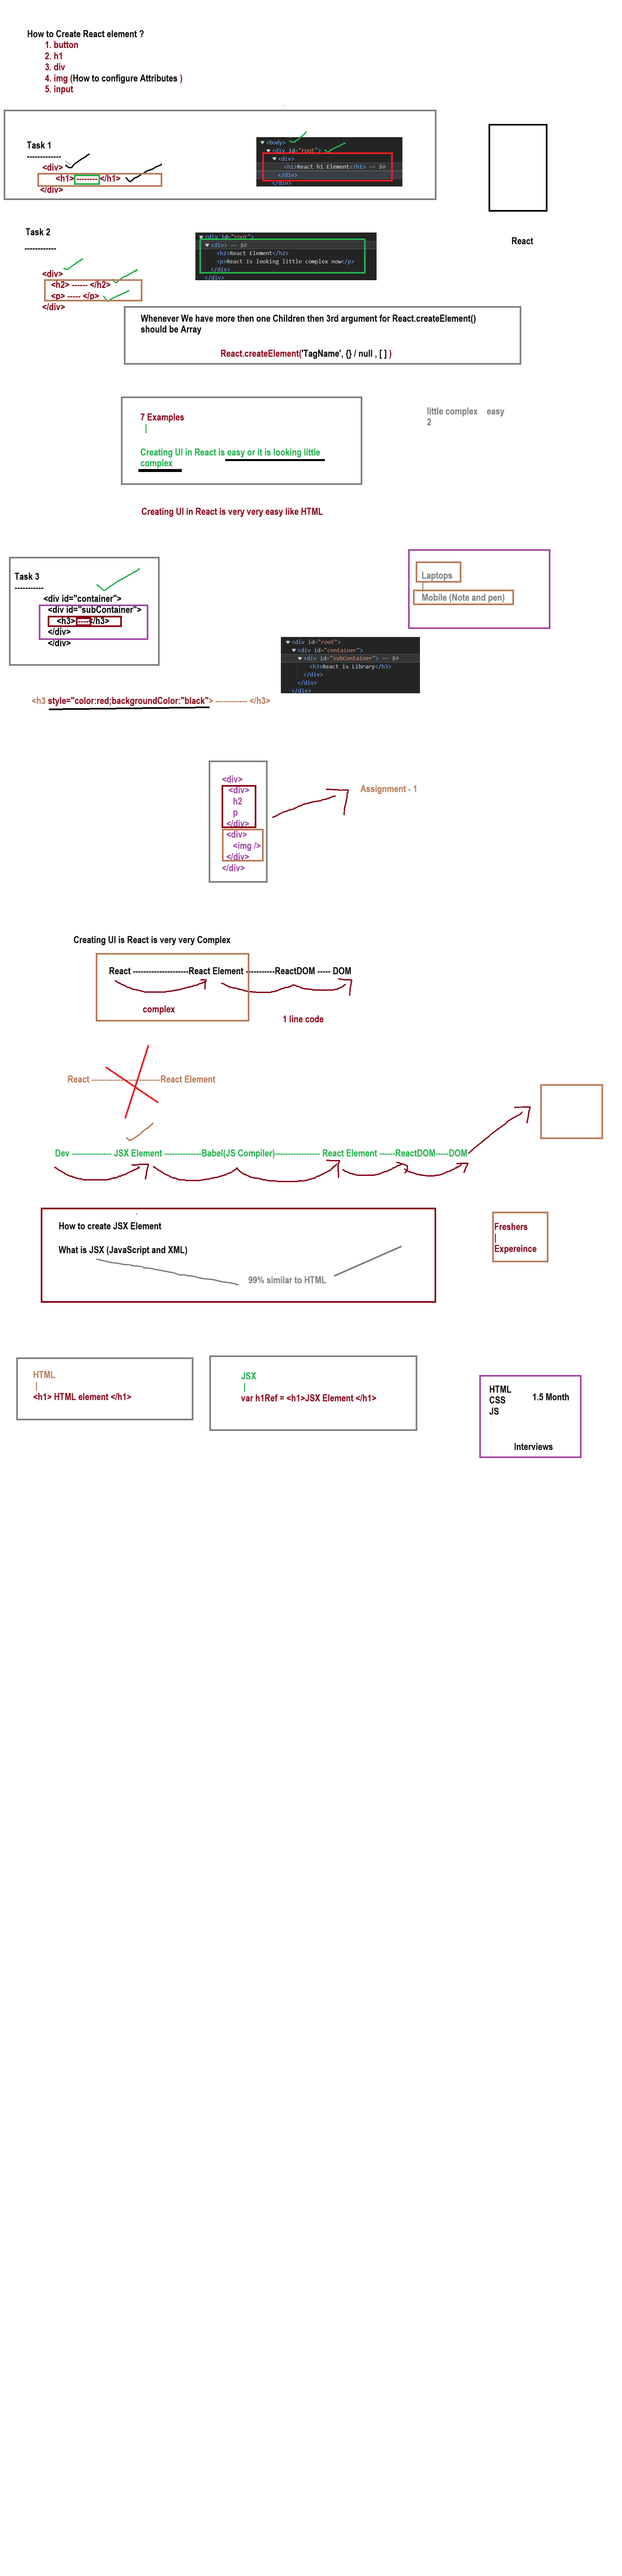 How to Create React element ?
1. button
2. h1
3. div
4. img (How to configure Attributes )
5. input
Task 1
-------------
<div>
<h1> -------- </h1>
</div>
<body>
<div id="root">
<div>
<h1>React h1 Element</h1> == $0
</div>
</div>
React
Task 2
------------
<div>
<h2> ------ </h2>
<p> ----- </p>
</div>
<div id="root">
<div> == $0
<h2>React Element</h2>
<p>React Is looking little complex now</p>
</div>
</div>
Whenever We have more then one Children then 3rd argument for React.createElement()
should be Array
React.createElement('TagName', {} / null , [ ] )
7 Examples
|
Creating UI in React is easy or it is looking little
complex
little complex easy
2
Creating UI in React is very very easy like HTML
Task 3
-----------
<div id="container">
<div id="subContainer">
<h3> ----</h3>
</div>
</div>
Laptops
|
Mobile (Note and pen)
<div id="root">
<div id="container">
<div id="subContainer"> == $0
<h3>React is Library</h3>
</div>
</div>
</div>
<h3 style="color:red;backgroundColor:"black"> ------------ </h3>
<div>
<div>
h2
p
</div>
<div>
<img />
</div>
</div>
Assignment - 1
Creating UI is React is very very Complex
React ---------------------React Element -----------ReactDOM ----- DOM
complex
1 line code
React --------------------------React Element
Dev --------------- JSX Element --------------Babel(JS Compiler)----------------- React Element ------ReactDOM-----DOM
How to create JSX Element
What is JSX (JavaScript and XML)
99% similar to HTML
Freshers
|
Expereince
HTML
|
<h1> HTML element </h1>
JSX
|
var h1Ref = <h1>JSX Element </h1>
HTML
CSS
JS
1.5 Month
Interviews